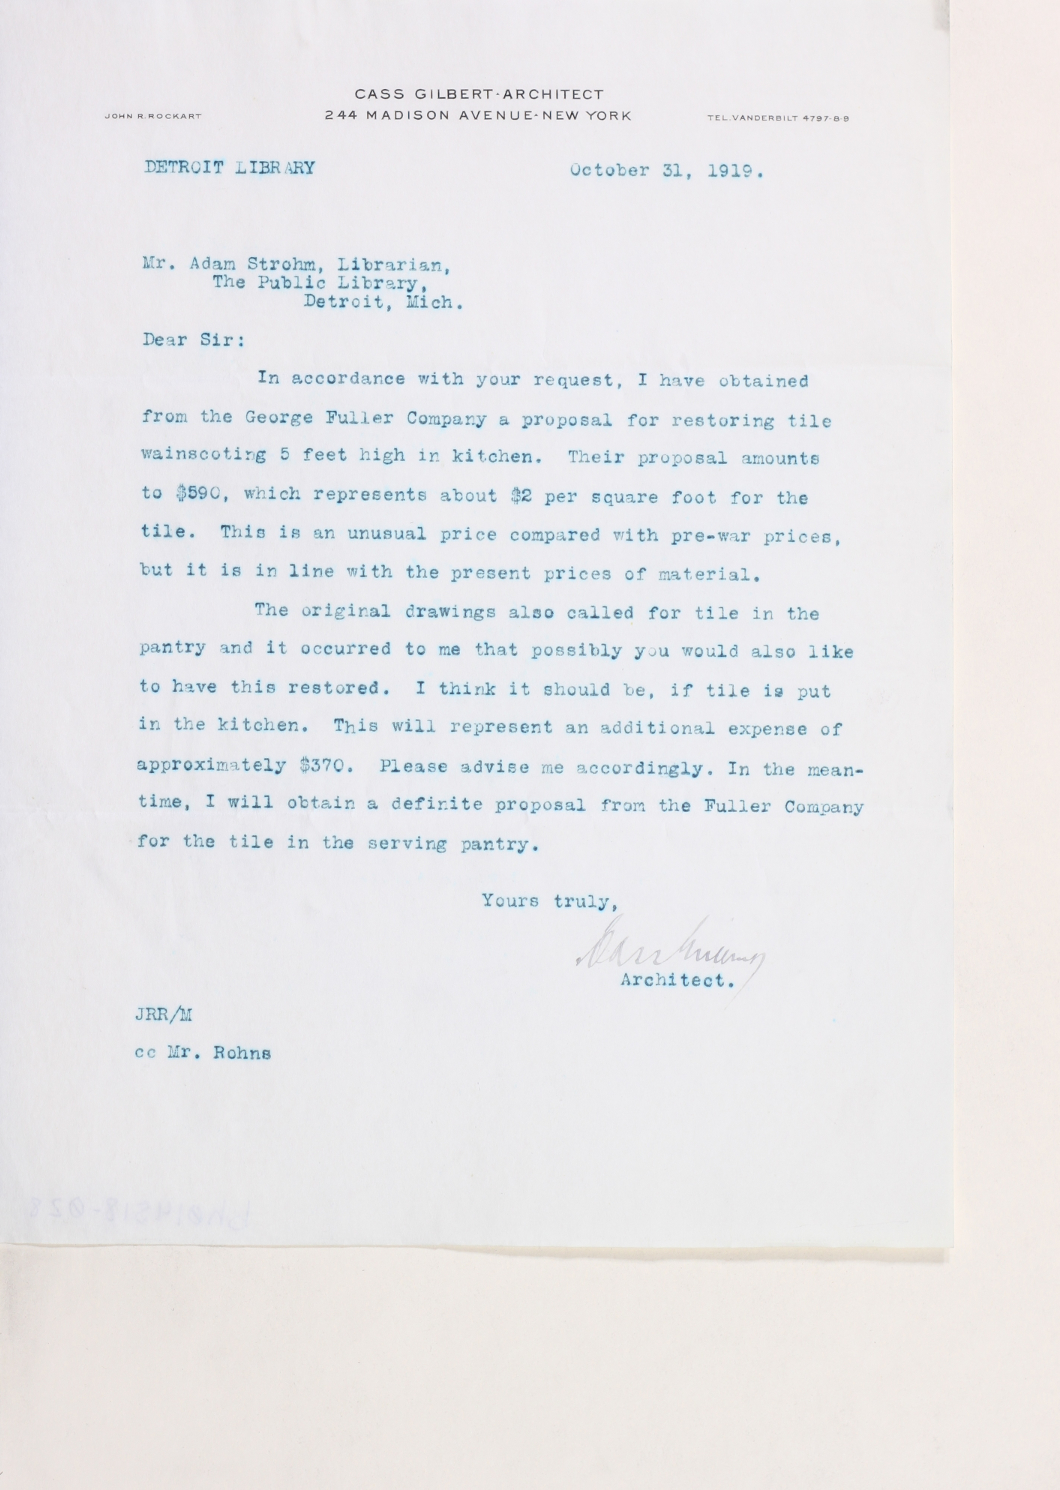 CASS GILBERT-ARCHITECT
JOHN R. ROCKART 244 MADISON AVENUE-NEW YORK TEL. VANDERBILT 4797-8-9
DETROIT LIBRARY October 31, 1919.
Mr. Adam Strohm, Librarian,
The Public Library,
Detroit, Mich.
Dear Sir:
In accordance with your request, I have obtained
from the George Fuller Company a proposal for restoring tile
wainscoting 5 feet high in kitchen. Their proposal amounts
to $590, which represents about $2 per square foot for the
tile. This is an unusual price compared with pre-war prices,
but it is in line with the present prices of material.
The original drawings also called for tile in the
pantry and it occurred to me that possibly you would also like
to have this restored. I think it should be, if tile is put
in the kitchen. This will represent an additional expense of
approximately $370. Please advise me accordingly. In the mean-
time, I will obtain a definite proposal from the Fuller Company
for the tile in the serving pantry.
Yours truly,
Cass Gilbert
Architect.
JRR/M
cc Mr. Rohns